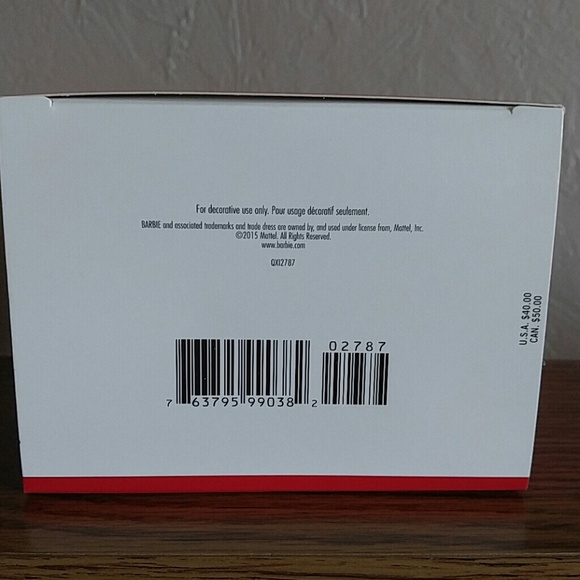 For decorative use only. Pour usage décoratif seulement.
BARBIE and associated trademarks and trade dress are owned by, and used under license from, Mattel, Inc.
©2015 Mattel. All Rights Reserved.
www.barbie.com
QXI2787
U.S.A. $40.00
CAN. $50.00
02787
7 63795 99038 2